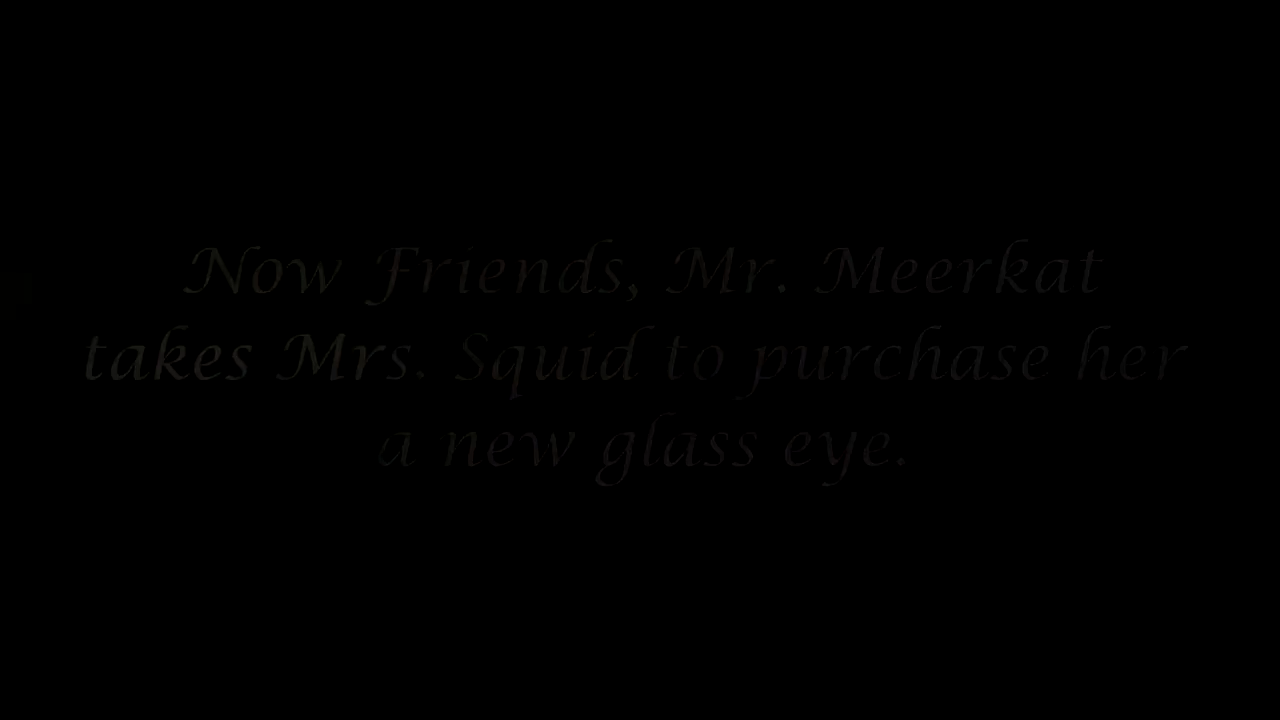 Now Friends, Mr. Meerkat
takes Mrs. Squid to purchase her
a new glass eye.